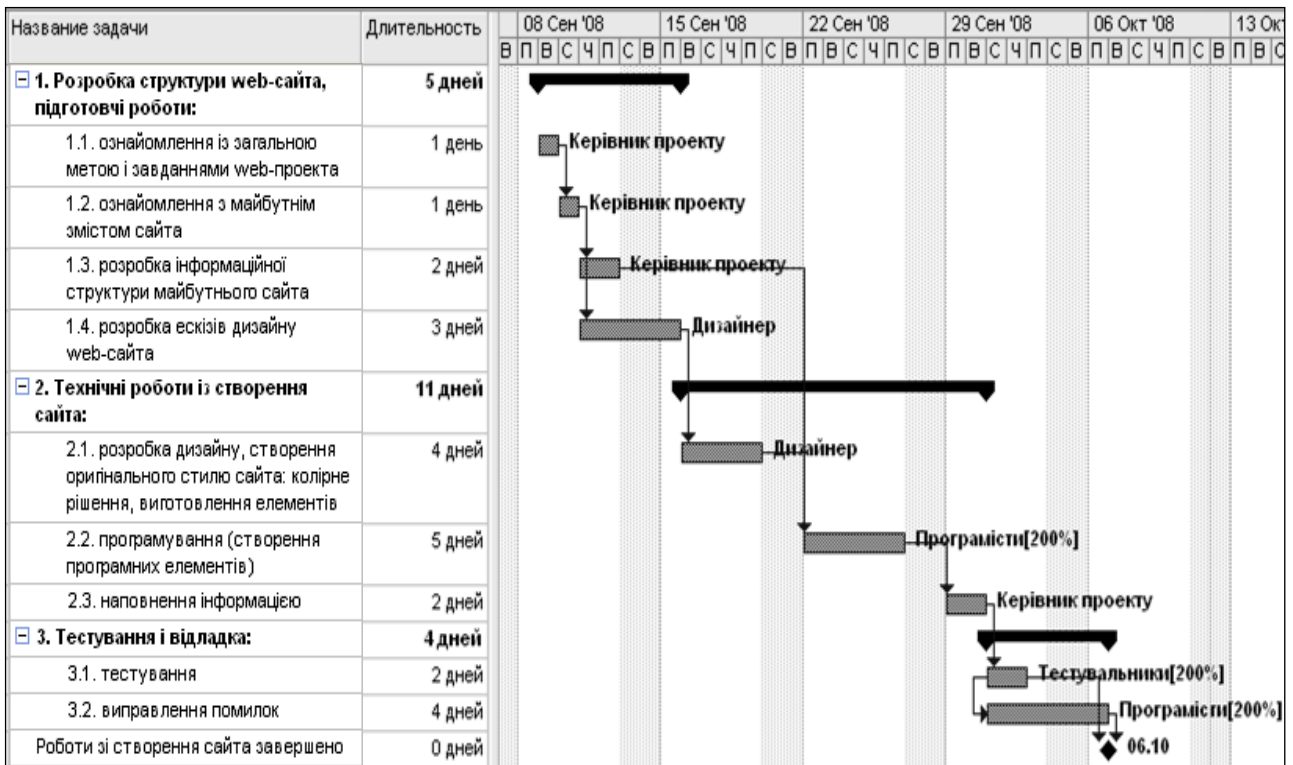 Название задачи Длительность 08 Сен '08 15 Сен '08 22 Сен '08 29 Сен '08 06 Окт '08 13 Ок
В П В С Ч П С В П В С Ч П С В П В С Ч П С В П В С Ч П С В П В С Ч П С В П В С
1. Розробка структури web-сайта, 5 дней
підготовчі роботи:
1.1. ознайомлення із загальною 1 день Керівник проекту
метою і завданнями web-проекта
1.2. ознайомлення з майбутнім 1 день Керівник проекту
змістом сайта
1.3. розробка інформаційної 2 дней Керівник проекту
структури майбутнього сайта
1.4. розробка ескізів дизайну 3 дней Дизайнер
web-сайта
2. Технічні роботи із створення 11 дней
сайта:
2.1. розробка дизайну, створення 4 дней Дизайнер
оригінального стилю сайта: колірне
рішення, виготовлення елементів
2.2. програмування (створення 5 дней Програмісти[200%]
програмних елементів)
2.3. наповнення інформацією 2 дней Керівник проекту
3. Тестування і відладка: 4 дней
3.1. тестування 2 дней Тестувальники[200%]
3.2. виправлення помилок 4 дней Програмісти[200%]
Роботи зі створення сайта завершено 0 дней 06.10